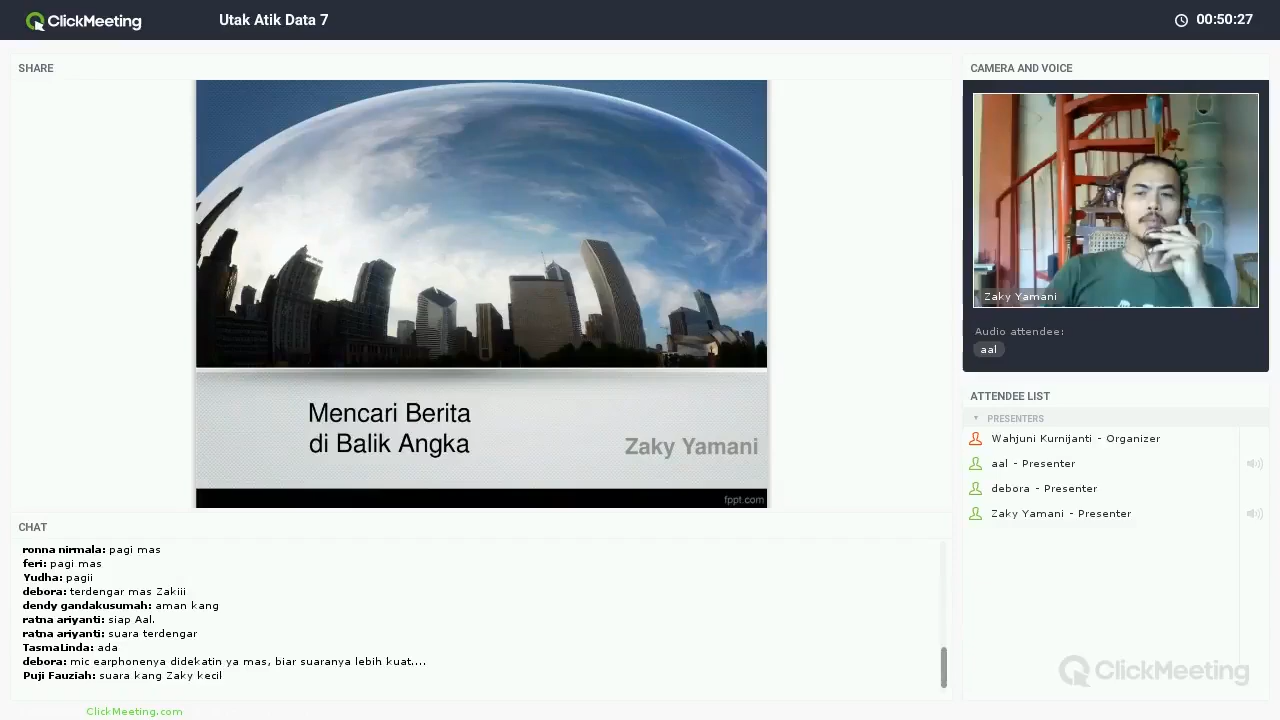 ClickMeeting
Utak Atik Data 7
00:50:27
SHARE
Mencari Berita
di Balik Angka
Zaky Yamani
fppt.com
CAMERA AND VOICE
Zaky Yamani
Audio attendee:
aal
ATTENDEE LIST
PRESENTERS
Wahjuni Kurnijanti - Organizer
aal - Presenter
debora - Presenter
Zaky Yamani - Presenter
CHAT
ronna nirmala: pagi mas
feri: pagi mas
Yudha: pagii
debora: terdengar mas Zakiii
dendy gandakusumah: aman kang
ratna ariyanti: siap Aal.
ratna ariyanti: suara terdengar
TasmaLinda: ada
debora: mic earphonenya didekatin ya mas, biar suaranya lebih kuat....
Puji Fauziah: suara kang Zaky kecil
ClickMeeting
ClickMeeting.com